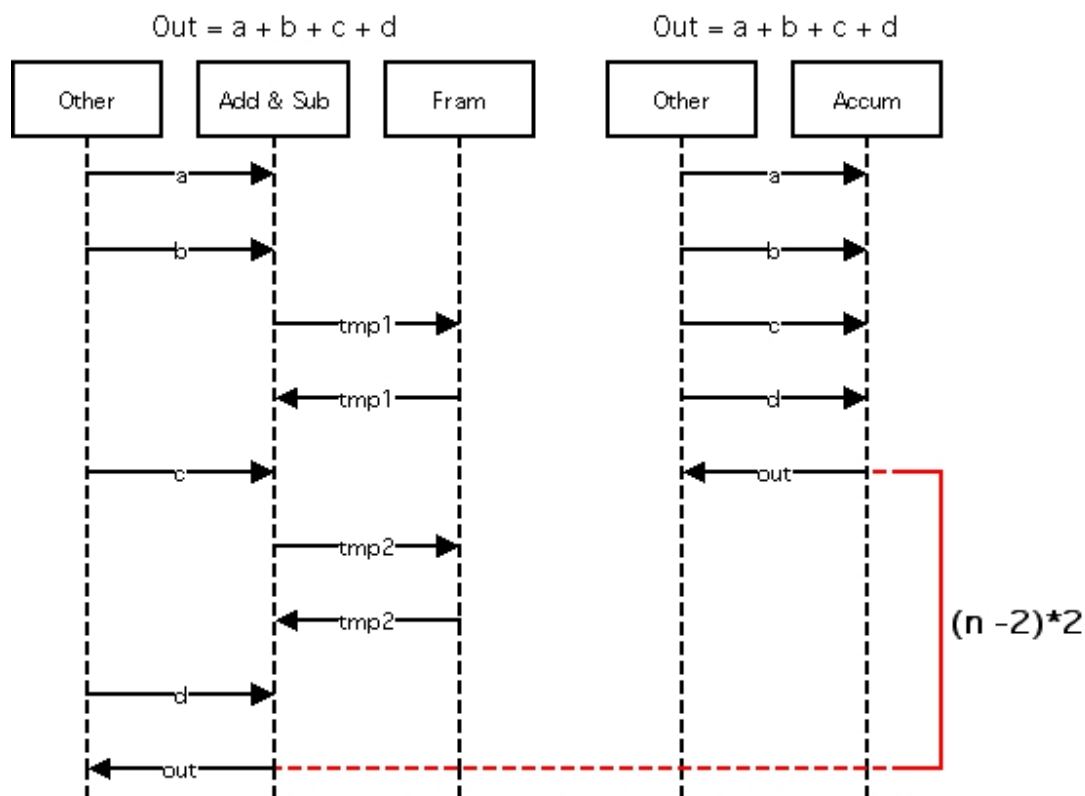 Out = a + b + c + d
Out = a + b + c + d
Other
Add & Sub
Fram
Other
Accum
a
a
b
b
tmp1
c
tmp1
d
c
out
tmp2
tmp2
(n -2)*2
d
out